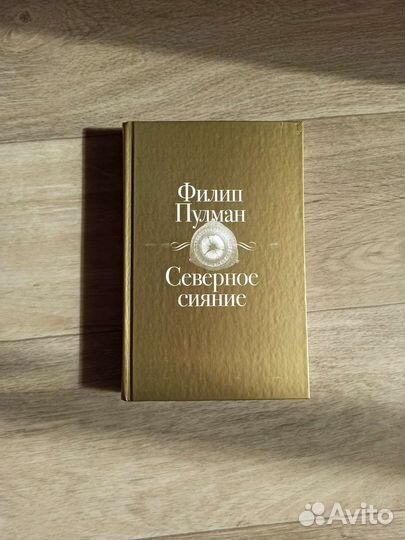 Филип
Пулман
Северное
сияние
Avito